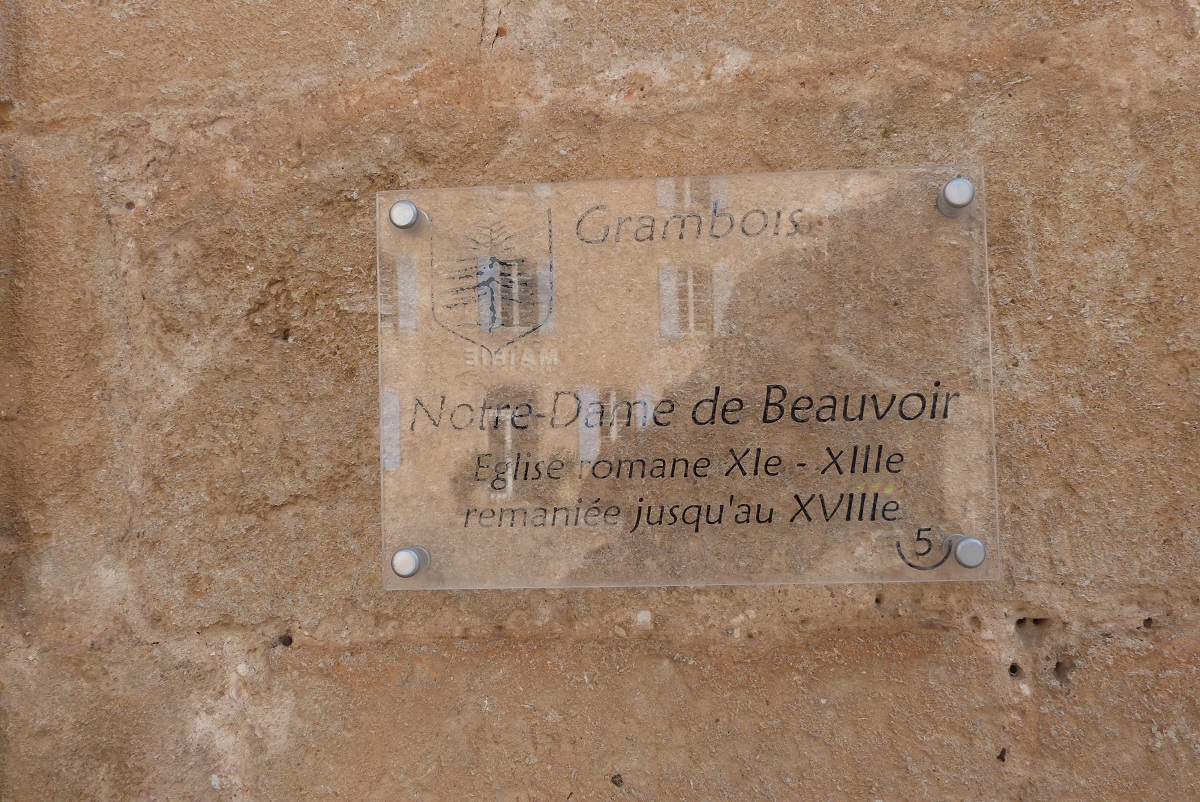 Grambois
MAIRIE
Notre-Dame de Beauvoir
Eglise romane XIe - XIIIe
remaniée jusqu'au XVIIIe
5